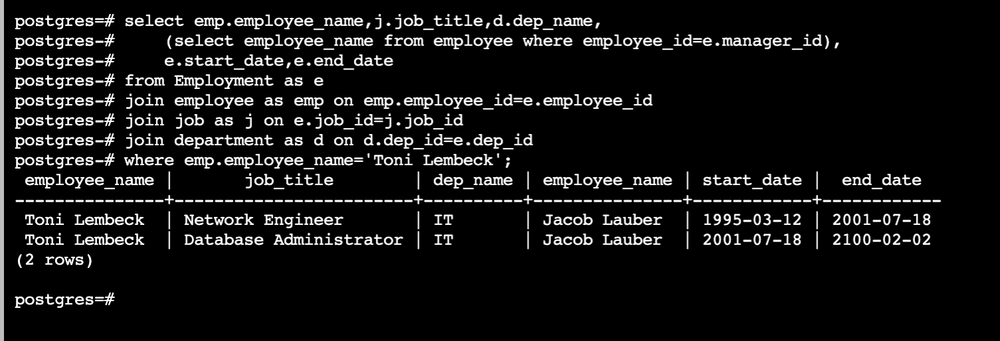 postgres=# select emp.employee_name,j.job_title,d.dep_name,
postgres-#     (select employee_name from employee where employee_id=e.manager_id),
postgres-#     e.start_date,e.end_date
postgres-# from Employment as e
postgres-# join employee as emp on emp.employee_id=e.employee_id
postgres-# join job as j on e.job_id=j.job_id
postgres-# join department as d on d.dep_id=e.dep_id
postgres-# where emp.employee_name='Toni Lembeck';
 employee_name |       job_title        | dep_name | employee_name | start_date |  end_date
---------------+------------------------+----------+---------------+------------+------------
 Toni Lembeck  | Network Engineer       | IT       | Jacob Lauber  | 1995-03-12 | 2001-07-18
 Toni Lembeck  | Database Administrator | IT       | Jacob Lauber  | 2001-07-18 | 2100-02-02
(2 rows)

postgres=#